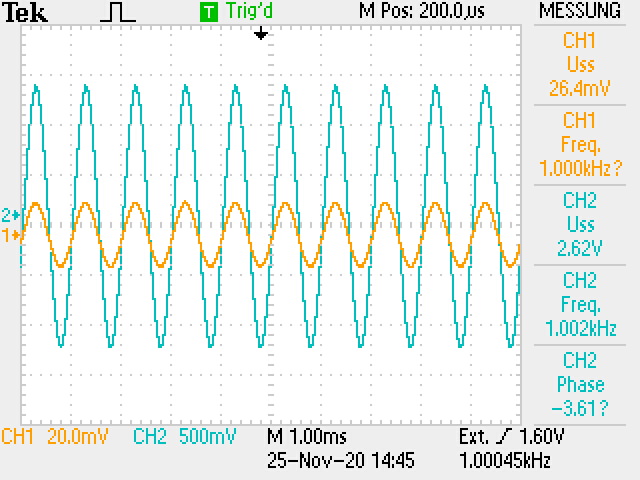 Tek T Trig'd M Pos: 200.0µs MESSUNG
CH1
Uss
26.4mV
CH1
Freq.
1.000kHz?
CH2
Uss
2.62V
CH2
Freq.
1.002kHz
CH2
Phase
-3.61?
2
1
CH1 20.0mV CH2 500mV M 1.00ms Ext. 1.60V
25-Nov-20 14:45 1.00045kHz